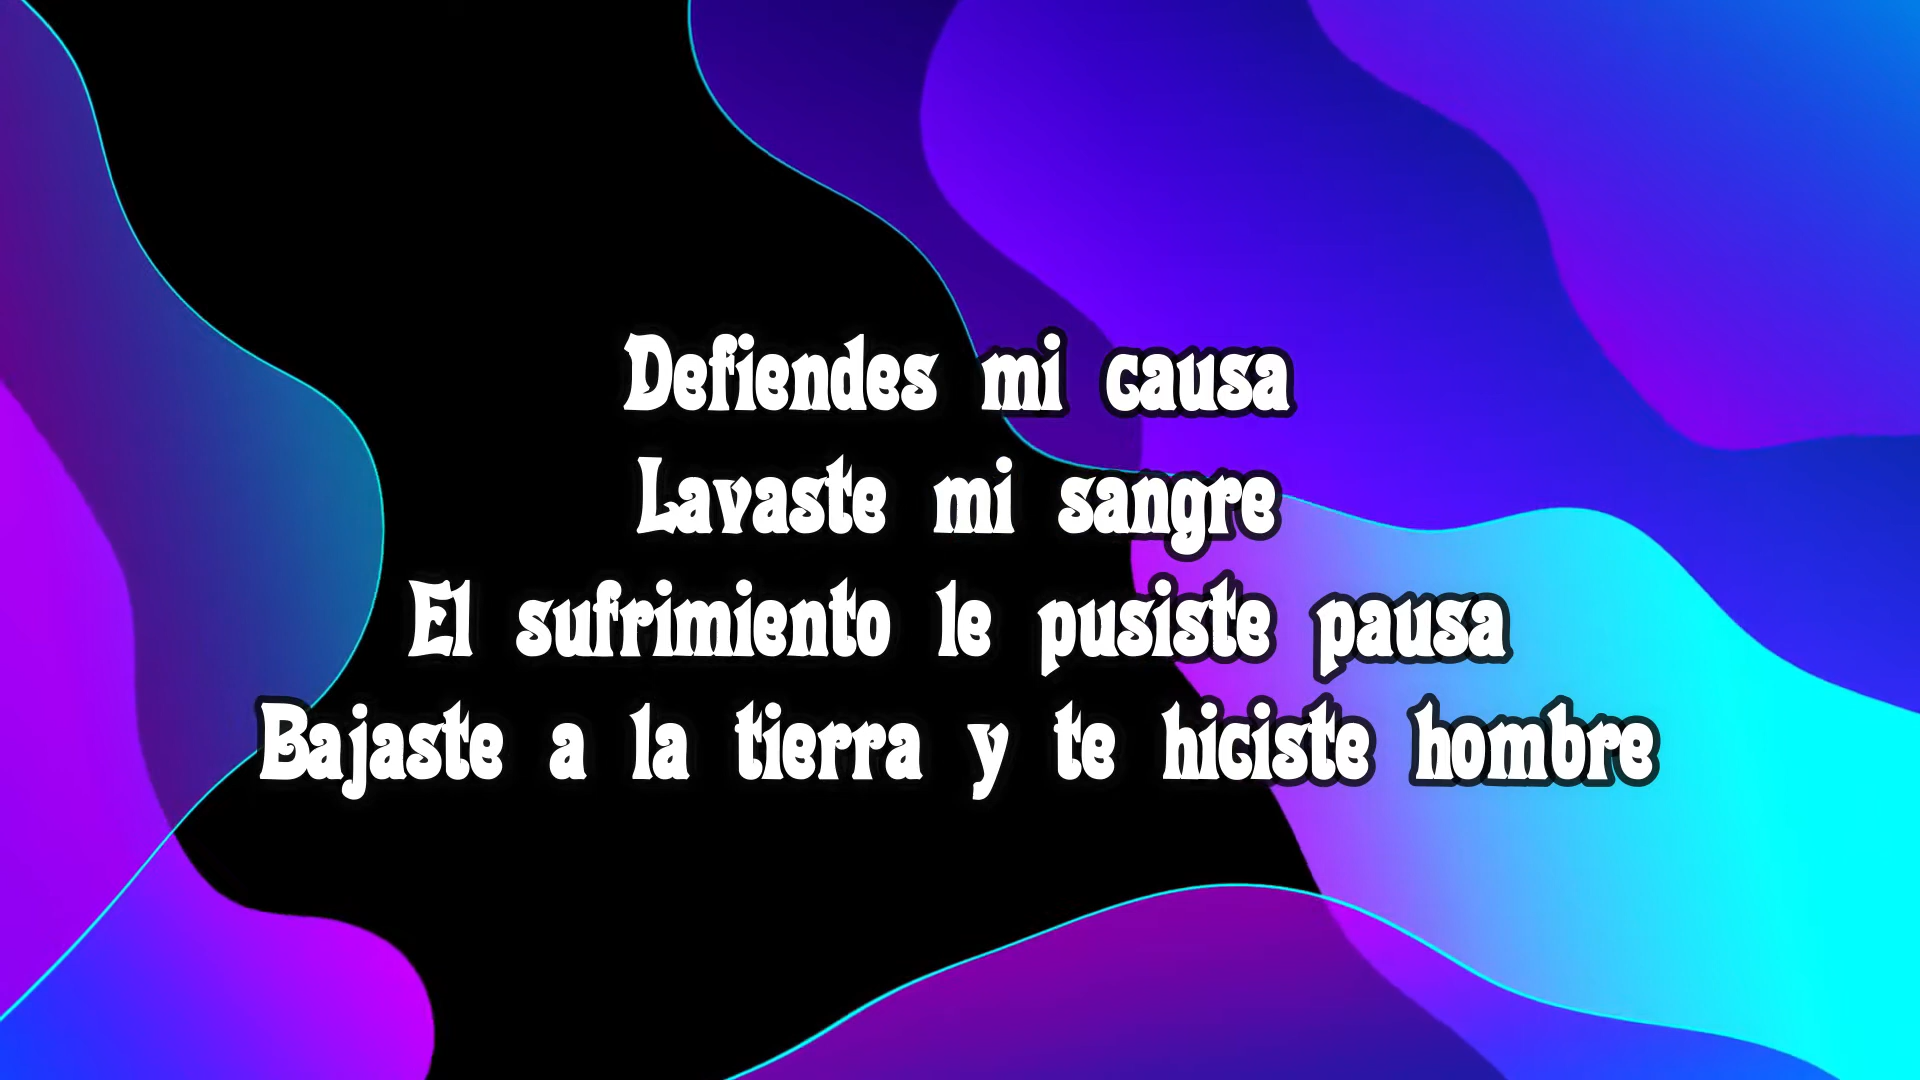 Defiendes mi causa
Lavaste mi sangre
El sufrimiento le pusiste pausa
Bajaste a la tierra y te hiciste hombre